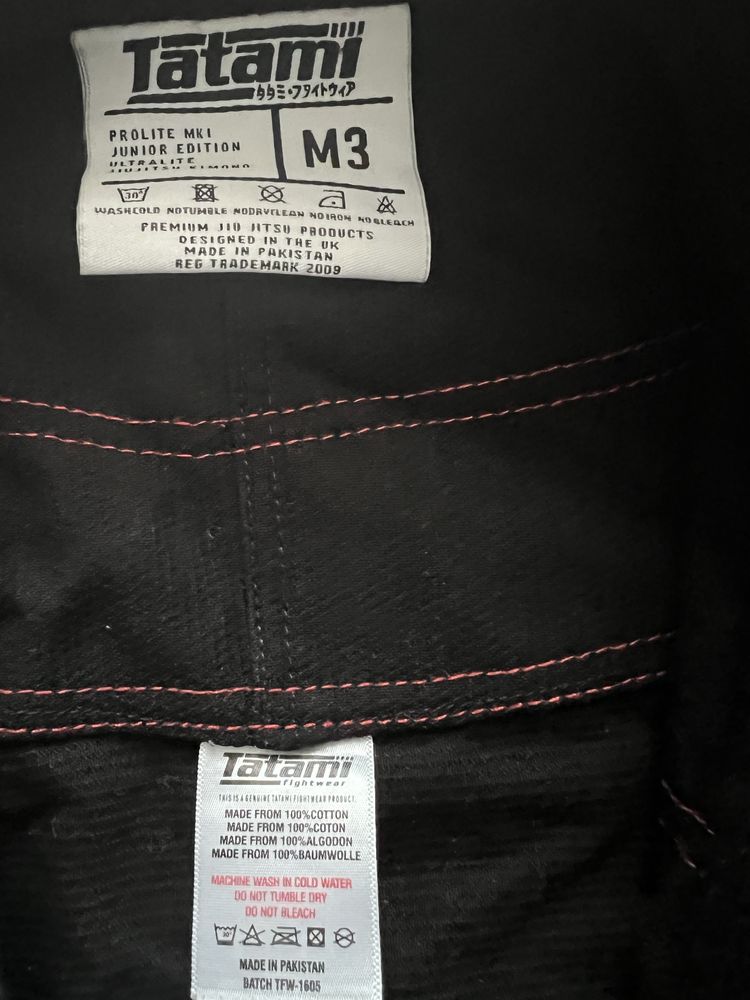 Tatami
タタミ・フライトウィア
PROLITE MK1
JUNIOR EDITION
ULTRALITE
JIUJITSU KIMONO
M3
30°
WASHCOLD NOTUMBLE NODRYCLEAN NOIRON NOBLEACH
PREMIUM JIU JITSU PRODUCTS
DESIGNED IN THE UK
MADE IN PAKISTAN
REG TRADEMARK 2009
Tatami
fightwear
THIS IS A GENUINE TATAMI FIGHTWEAR PRODUCT.
MADE FROM 100%COTTON
MADE FROM 100%COTON
MADE FROM 100%ALGODON
MADE FROM 100%BAUMWOLLE
MACHINE WASH IN COLD WATER
DO NOT TUMBLE DRY
DO NOT BLEACH
30°
MADE IN PAKISTAN
BATCH TFW-1605